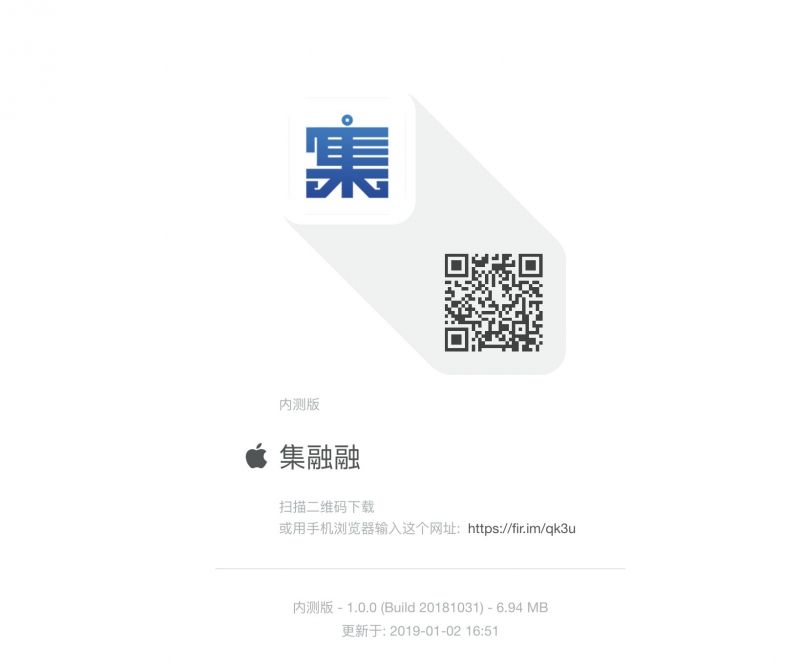 集
内测版
集融融
扫描二维码下载
或用手机浏览器输入这个网址: https://fir.im/qk3u
内测版 - 1.0.0 (Build 20181031) - 6.94 MB
更新于: 2019-01-02 16:51